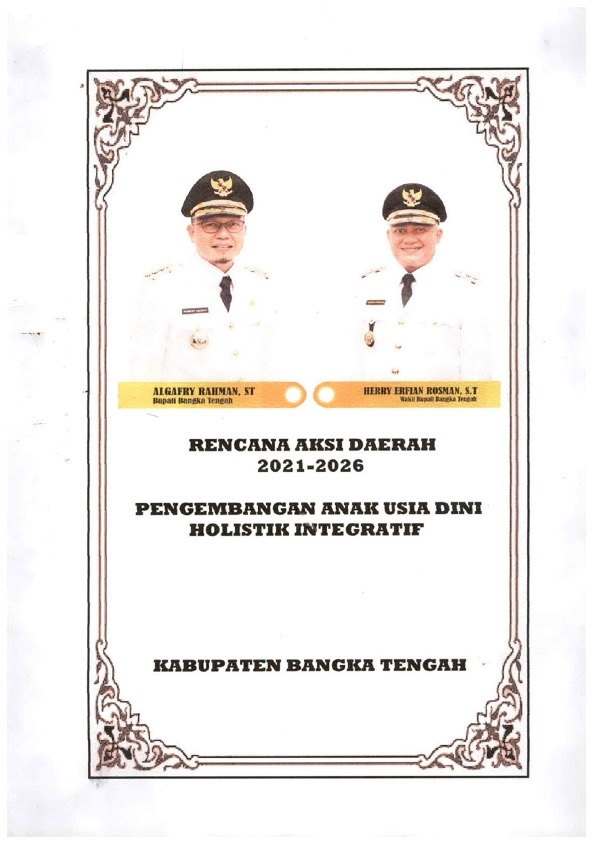 ALGAFRY RAHMAN, ST
Bupati Bangka Tengah
HERRY ERFIAN ROSMAN, S.T
Wakil Bupati Bangka Tengah
RENCANA AKSI DAERAH
2021-2026
PENGEMBANGAN ANAK USIA DINI
HOLISTIK INTEGRATIF
KABUPATEN BANGKA TENGAH